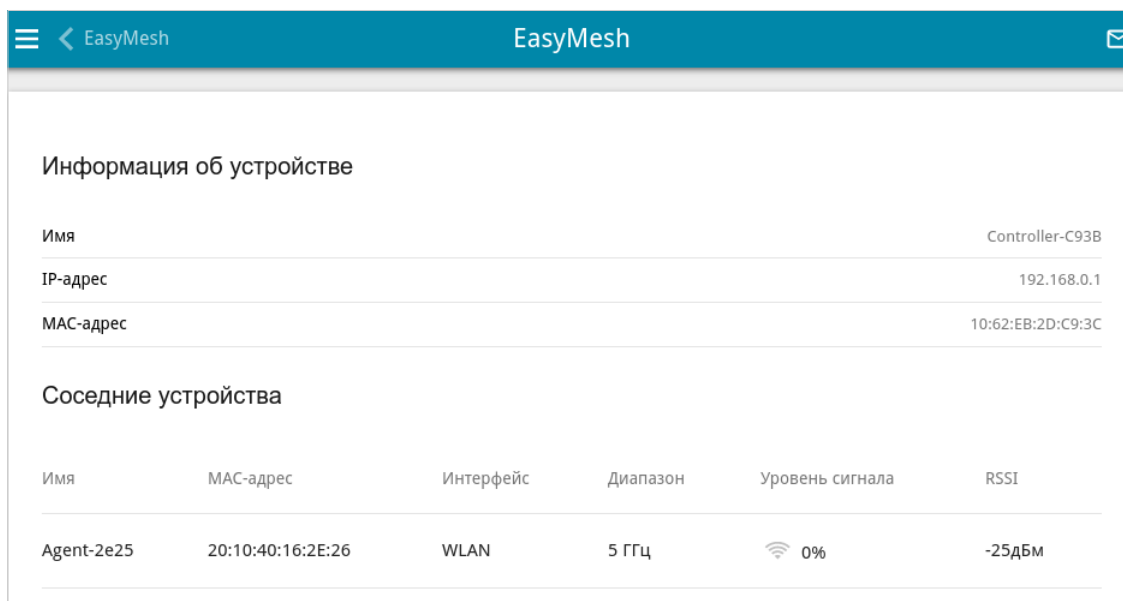 EasyMesh EasyMesh
Информация об устройстве
Имя Controller-C93B
IP-адрес 192.168.0.1
MAC-адрес 10:62:EB:2D:C9:3C
Соседние устройства
Имя MAC-адрес Интерфейс Диапазон Уровень сигнала RSSI
Agent-2e25 20:10:40:16:2E:26 WLAN 5 ГГц 0% -25дБм